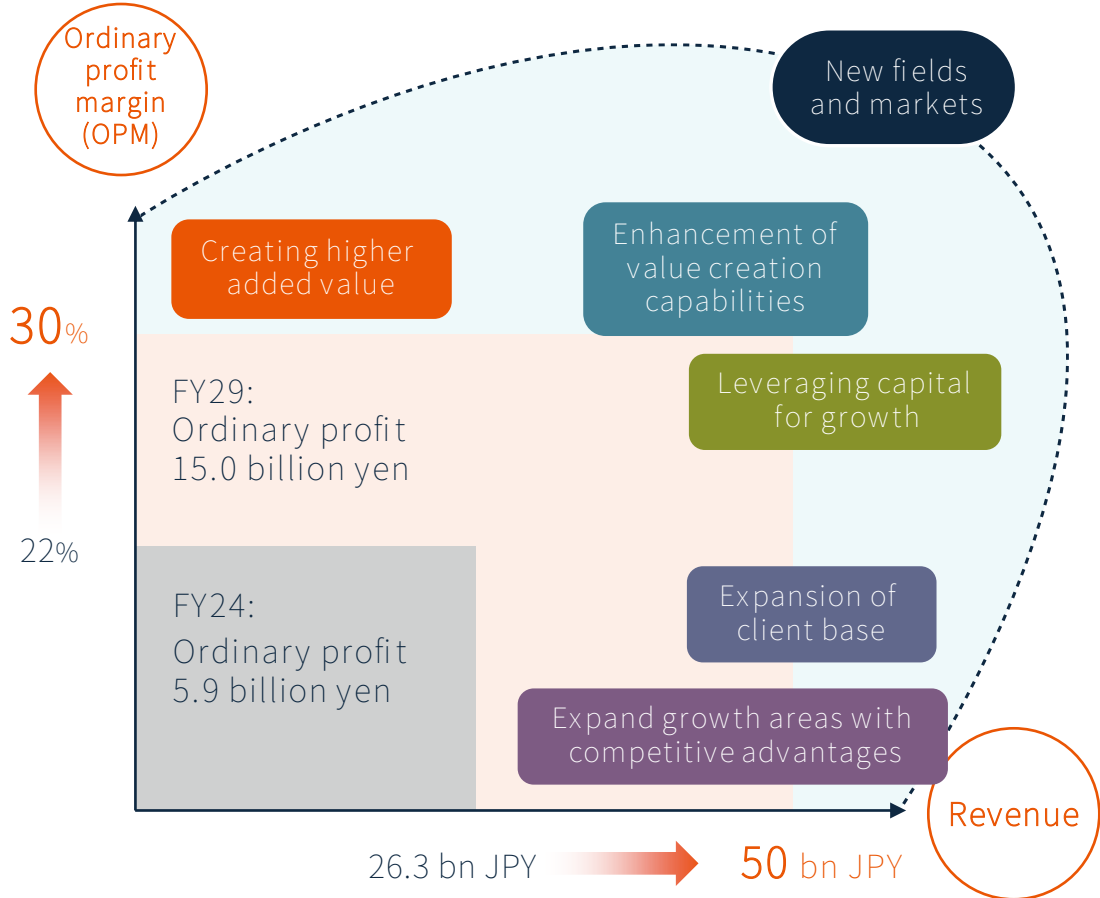 Ordinary
profit
margin
(OPM)
New fields
and markets
Creating higher
added value
Enhancement of
value creation
capabilities
30%
FY29:
Ordinary profit
15.0 billion yen
Leveraging capital
for growth
22%
FY24:
Ordinary profit
5.9 billion yen
Expansion of
client base
Expand growth areas with
competitive advantages
Revenue
26.3 bn JPY
50 bn JPY